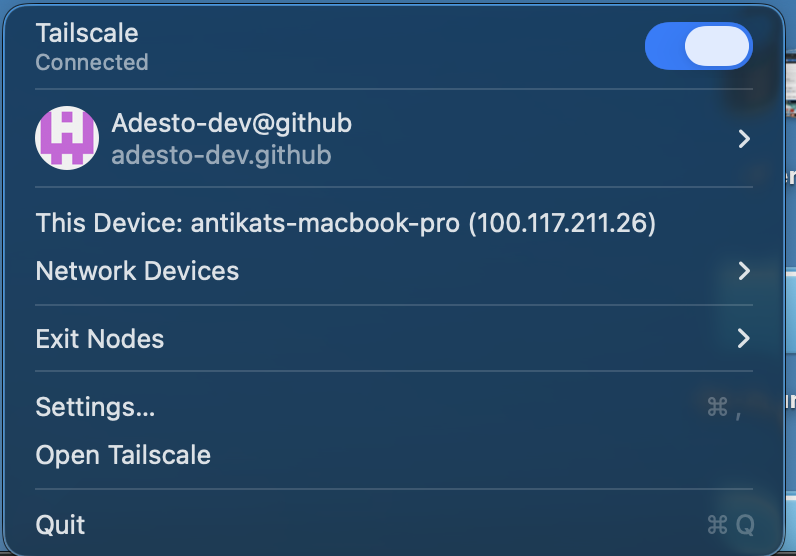 Tailscale
Connected
Adesto-dev@github
adesto-dev.github
This Device: antikats-macbook-pro (100.117.211.26)
Network Devices
Exit Nodes
Settings... ⌘ ,
Open Tailscale
Quit ⌘ Q